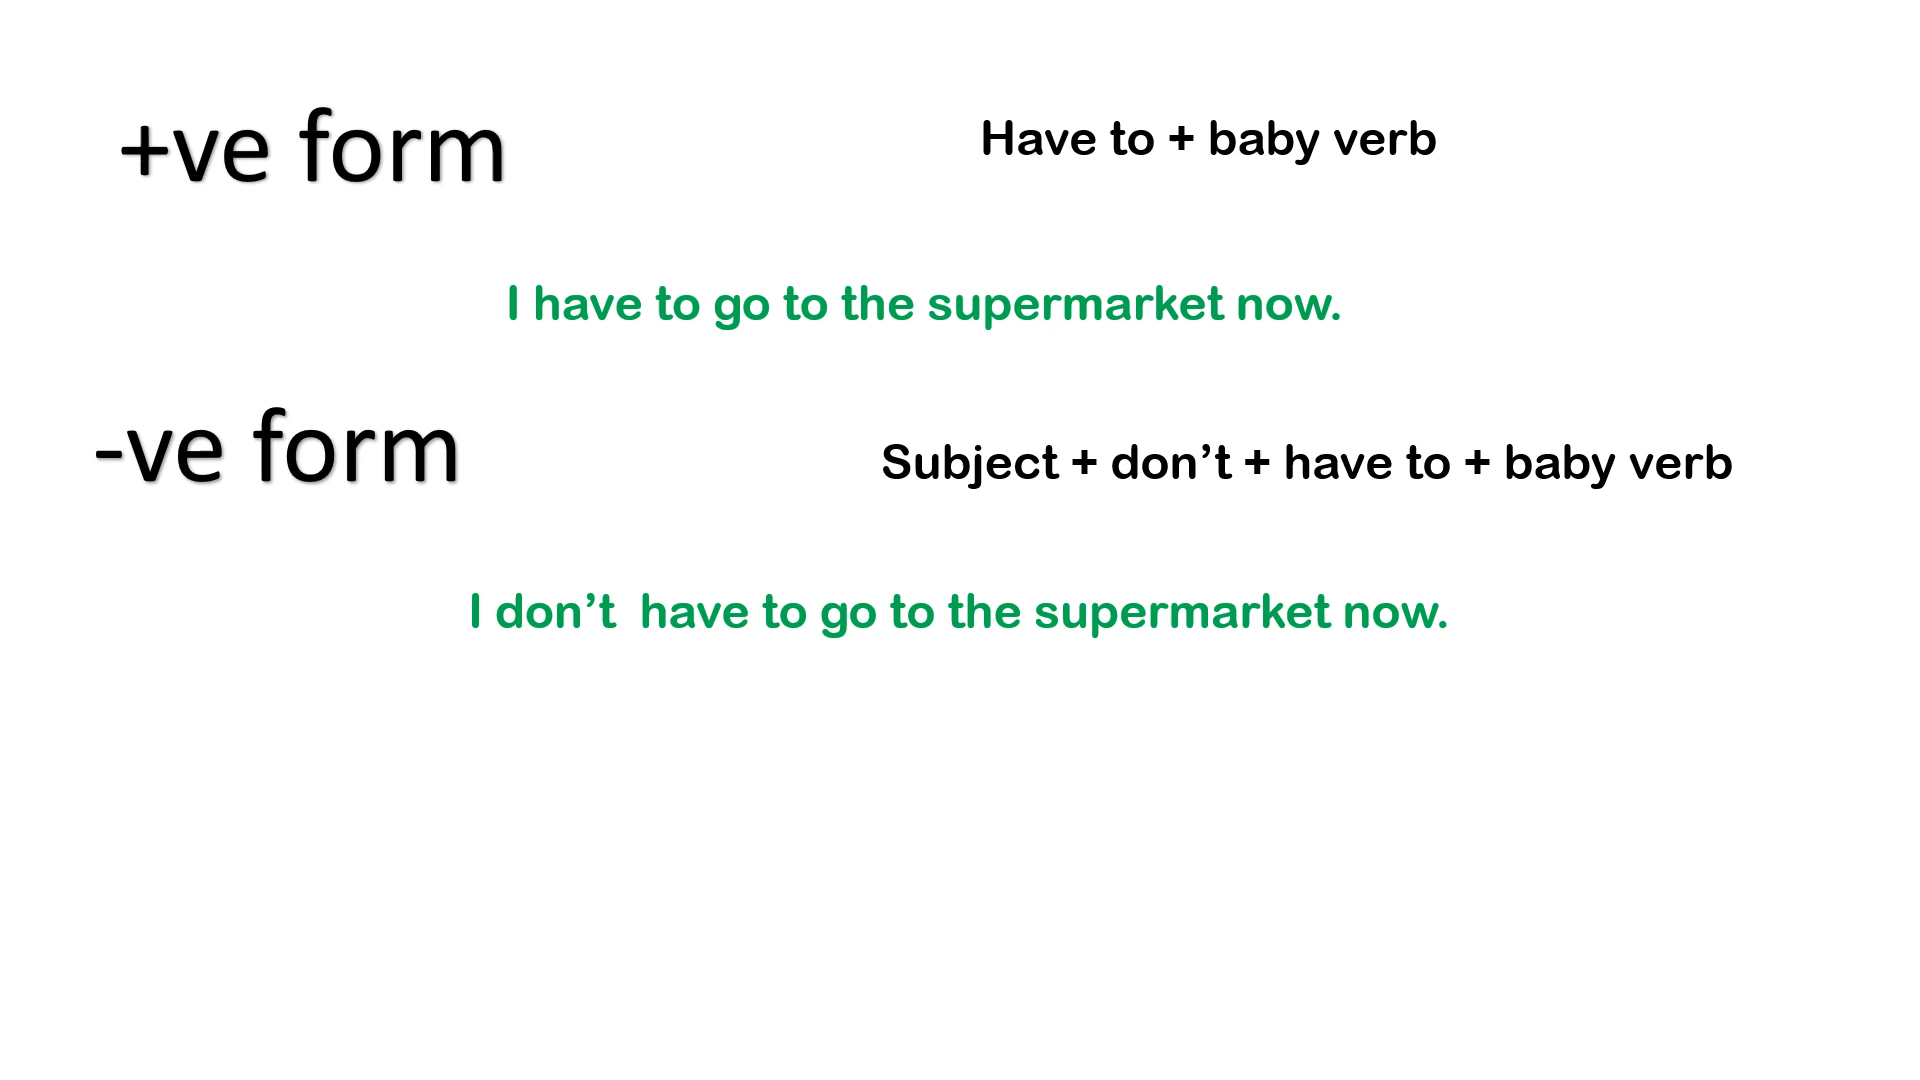 +ve form
Have to + baby verb
I have to go to the supermarket now.
-ve form
Subject + don’t + have to + baby verb
I don’t  have to go to the supermarket now.